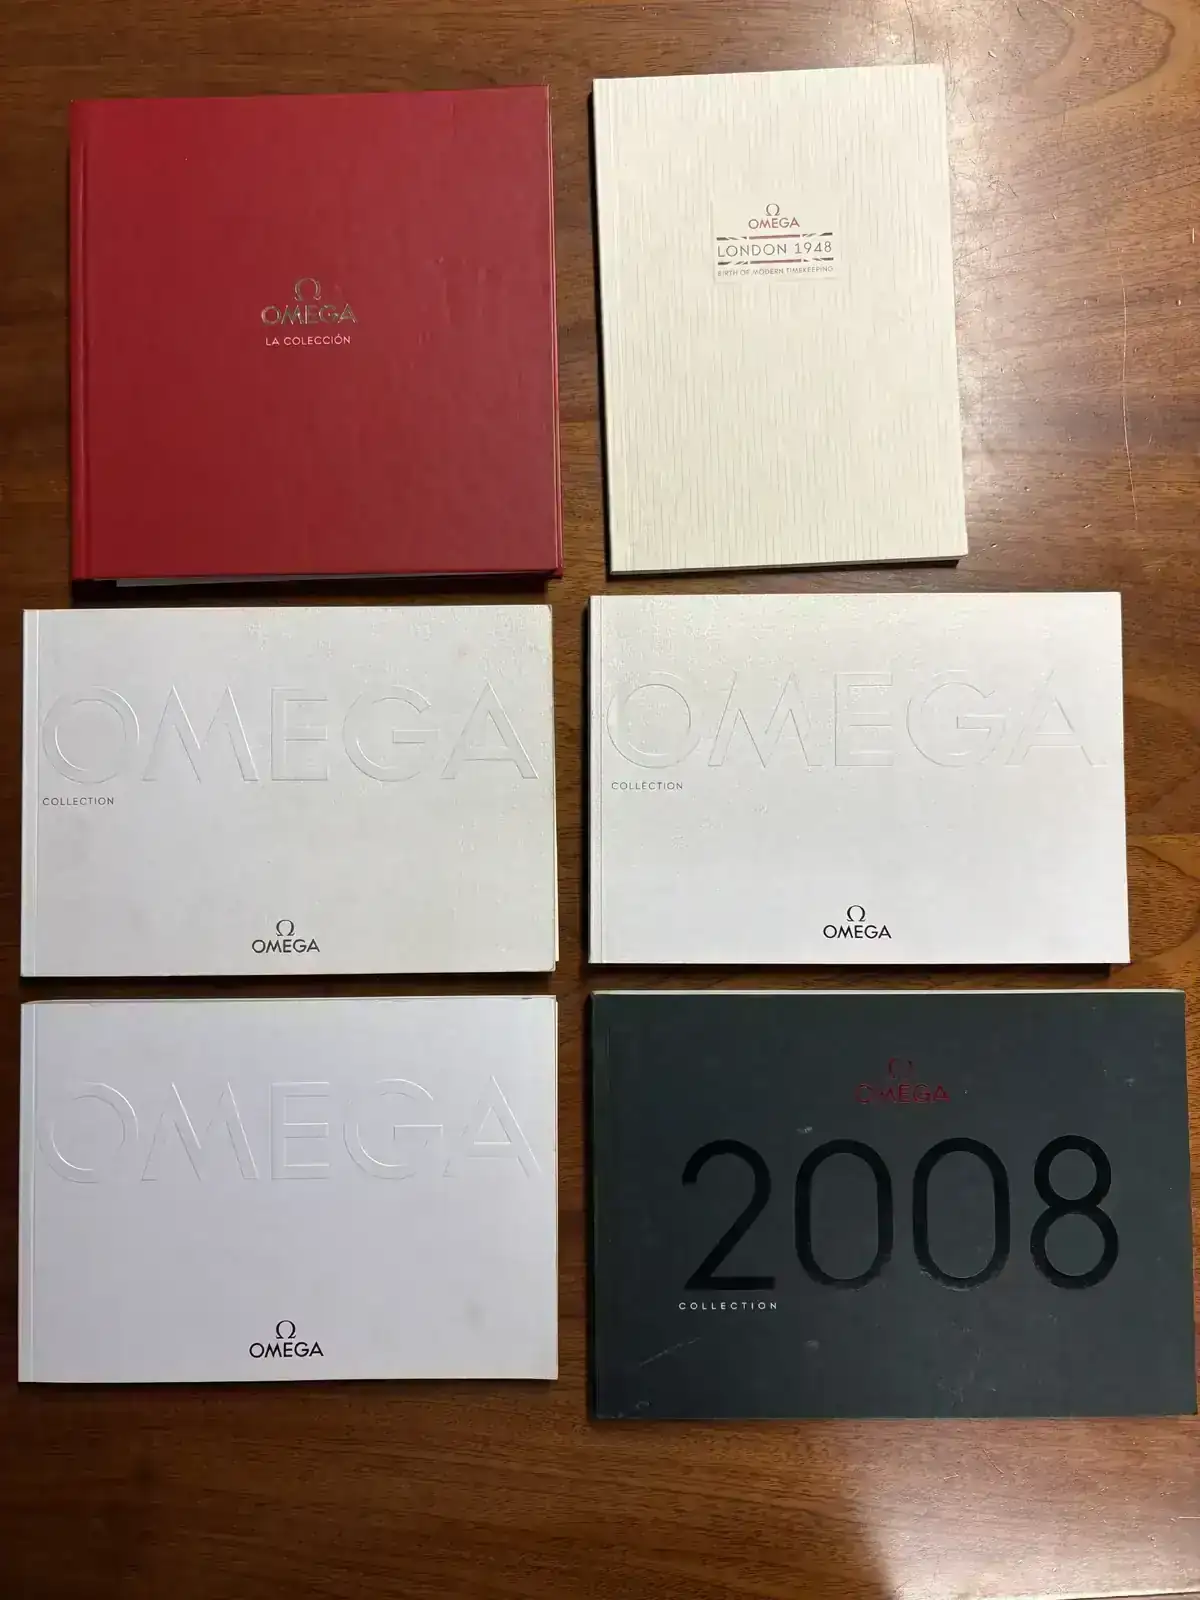 Ω
OMEGA
LA COLECCIÓN
Ω
OMEGA
LONDON 1948
BIRTH OF MODERN TIMEKEEPING
OMEGA
COLLECTION
Ω
OMEGA
OMEGA
COLLECTION
Ω
OMEGA
OMEGA
Ω
OMEGA
Ω
OMEGA
2008
COLLECTION